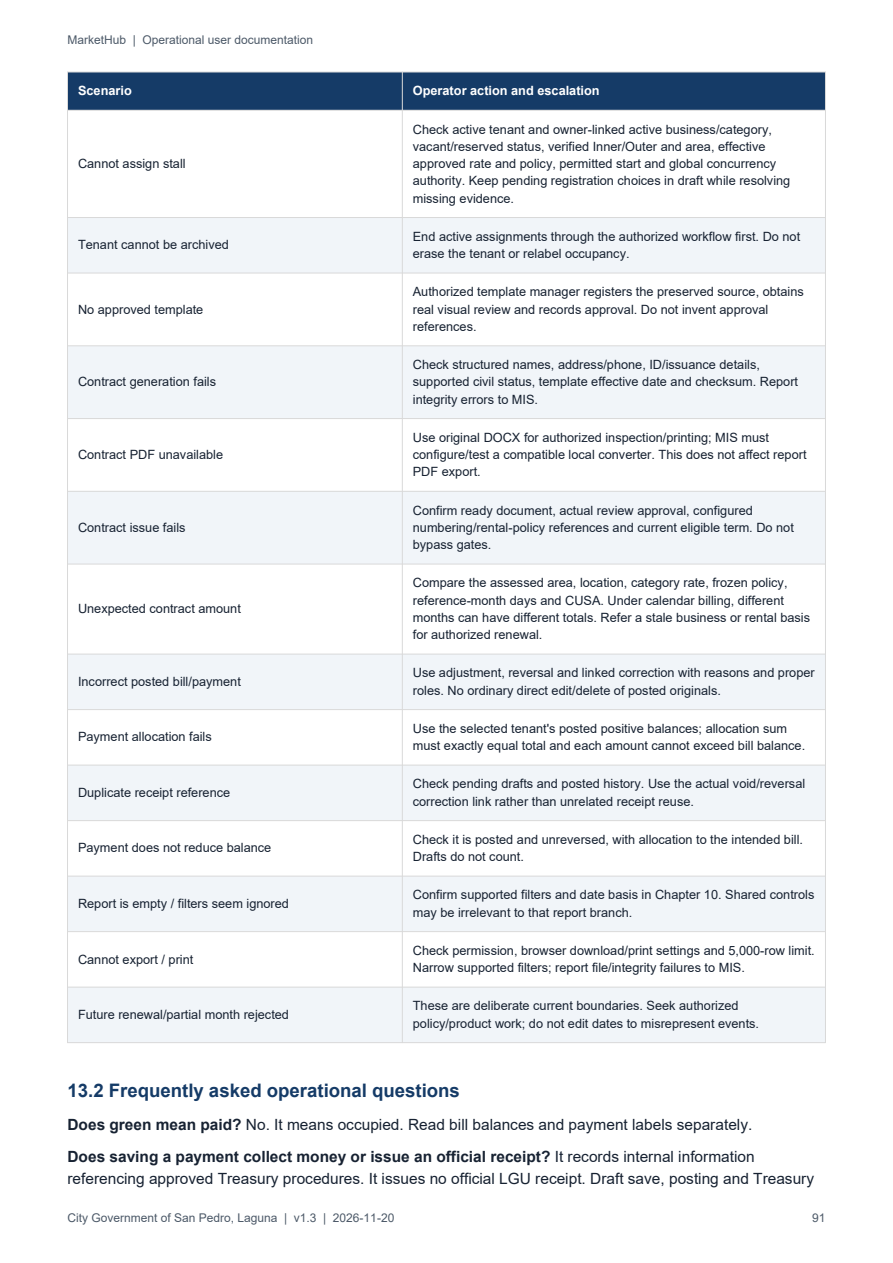 MarketHub | Operational user documentation
Scenario
Operator action and escalation
Cannot assign stall
Check active tenant and owner-linked active business/category,
vacant/reserved status, verified Inner/Outer and area, effective
approved rate and policy, permitted start and global concurrency
authority. Keep pending registration choices in draft while resolving
missing evidence.
Tenant cannot be archived
End active assignments through the authorized workflow first. Do not
erase the tenant or relabel occupancy.
No approved template
Authorized template manager registers the preserved source, obtains
real visual review and records approval. Do not invent approval
references.
Contract generation fails
Check structured names, address/phone, ID/issuance details,
supported civil status, template effective date and checksum. Report
integrity errors to MIS.
Contract PDF unavailable
Use original DOCX for authorized inspection/printing; MIS must
configure/test a compatible local converter. This does not affect report
PDF export.
Contract issue fails
Confirm ready document, actual review approval, configured
numbering/rental-policy references and current eligible term. Do not
bypass gates.
Unexpected contract amount
Compare the assessed area, location, category rate, frozen policy,
reference-month days and CUSA. Under calendar billing, different
months can have different totals. Refer a stale business or rental basis
for authorized renewal.
Incorrect posted bill/payment
Use adjustment, reversal and linked correction with reasons and proper
roles. No ordinary direct edit/delete of posted originals.
Payment allocation fails
Use the selected tenant's posted positive balances; allocation sum
must exactly equal total and each amount cannot exceed bill balance.
Duplicate receipt reference
Check pending drafts and posted history. Use the actual void/reversal
correction link rather than unrelated receipt reuse.
Payment does not reduce balance
Check it is posted and unreversed, with allocation to the intended bill.
Drafts do not count.
Report is empty / filters seem ignored
Confirm supported filters and date basis in Chapter 10. Shared controls
may be irrelevant to that report branch.
Cannot export / print
Check permission, browser download/print settings and 5,000-row limit.
Narrow supported filters; report file/integrity failures to MIS.
Future renewal/partial month rejected
These are deliberate current boundaries. Seek authorized
policy/product work; do not edit dates to misrepresent events.
13.2 Frequently asked operational questions
Does green mean paid? No. It means occupied. Read bill balances and payment labels separately.
Does saving a payment collect money or issue an official receipt? It records internal information
referencing approved Treasury procedures. It issues no official LGU receipt. Draft save, posting and Treasury
City Government of San Pedro, Laguna | v1.3 | 2026-11-20
91